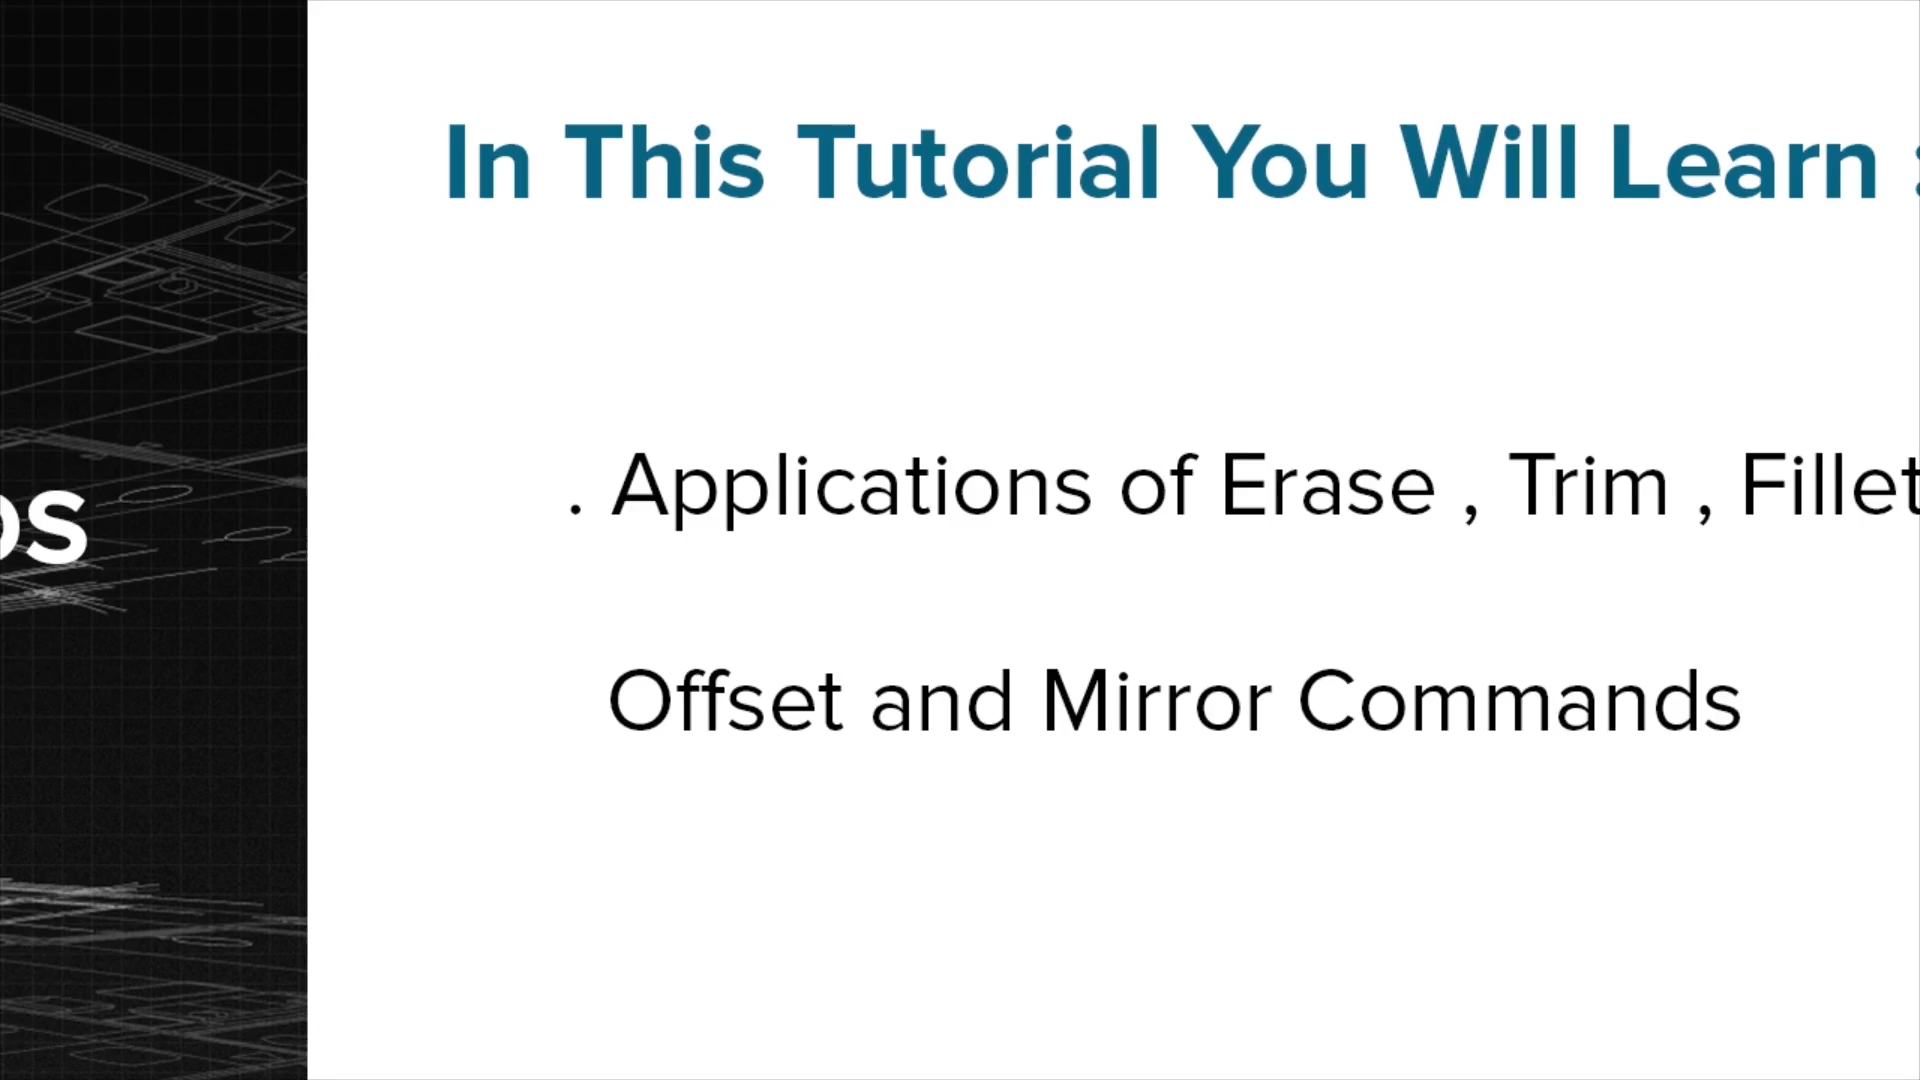 In This Tutorial You Will Learn :
. Applications of Erase , Trim , Fillet
Offset and Mirror Commands